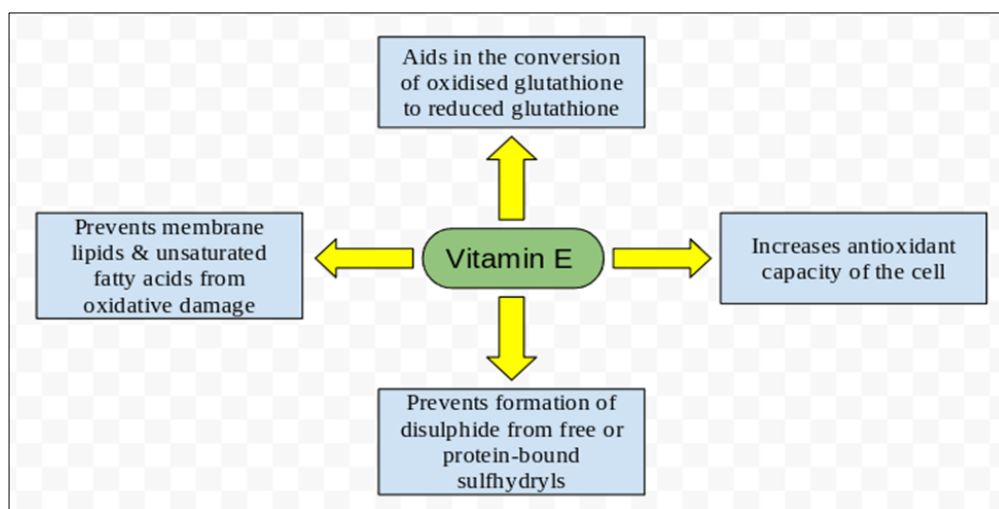 Aids in the conversion
of oxidised glutathione
to reduced glutathione
Prevents membrane
lipids & unsaturated
fatty acids from
oxidative damage
Vitamin E
Increases antioxidant
capacity of the cell
Prevents formation of
disulphide from free or
protein-bound
sulfhydryls